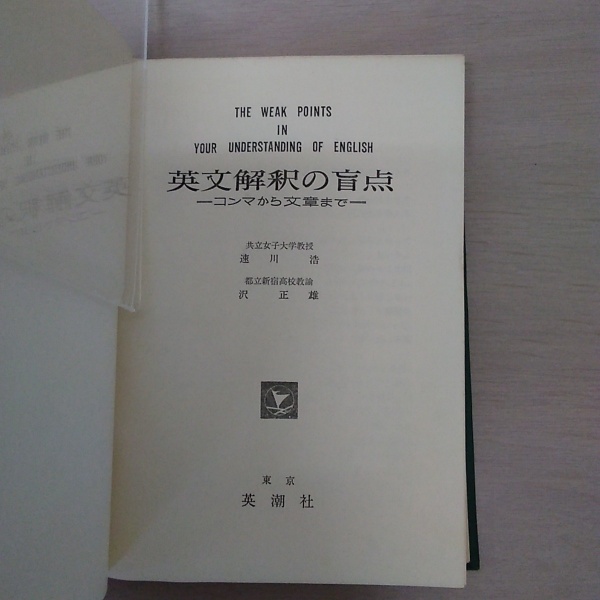 THE WEAK POINTS
IN
YOUR UNDERSTANDING OF ENGLISH
英文解釈の盲点
―コンマから文章まで―
共立女子大学教授
速川浩
都立新宿高校教諭
沢正雄
東京
英潮社